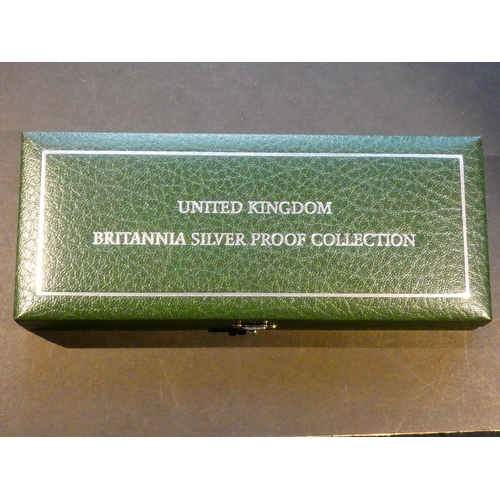 UNITED KINGDOM
BRITANNIA SILVER PROOF COLLECTION